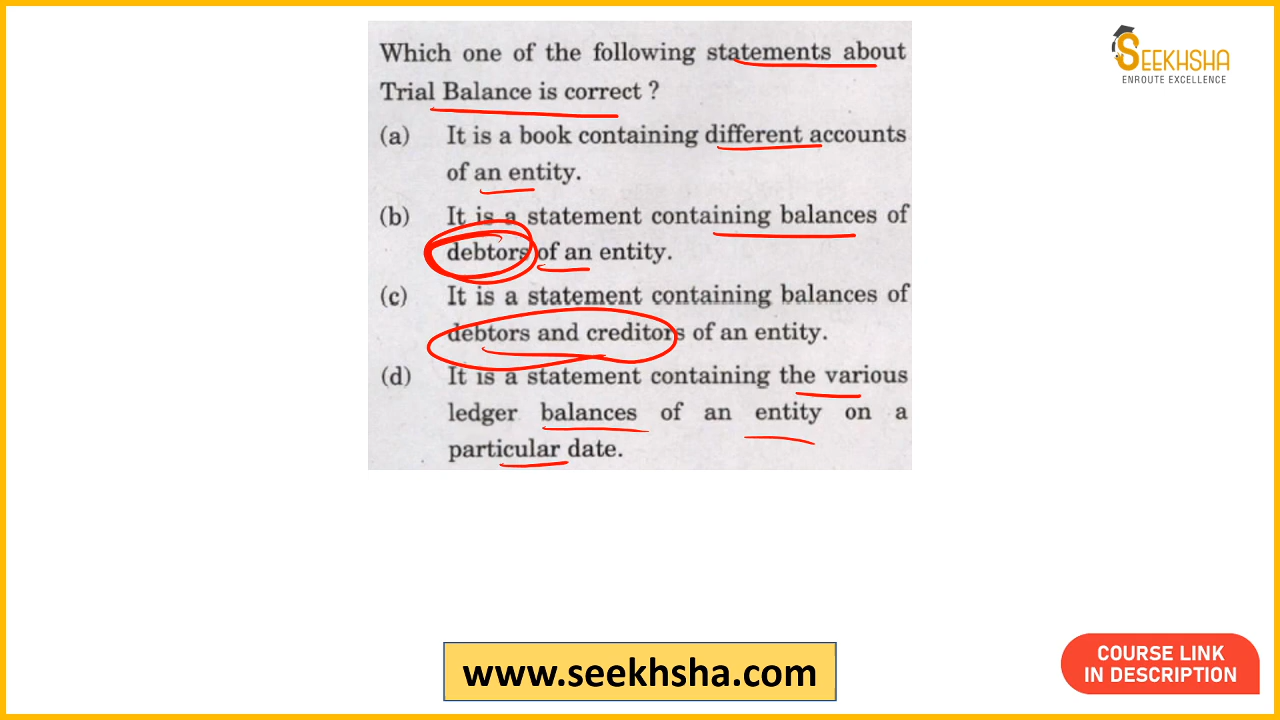 Which one of the following statements about
Trial Balance is correct ?
(a) It is a book containing different accounts
of an entity.
(b) It is a statement containing balances of
debtors of an entity.
(c) It is a statement containing balances of
debtors and creditors of an entity.
(d) It is a statement containing the various
ledger balances of an entity on a
particular date.
SEEKHSHA
ENROUTE EXCELLENCE
www.seekhsha.com
COURSE LINK
IN DESCRIPTION